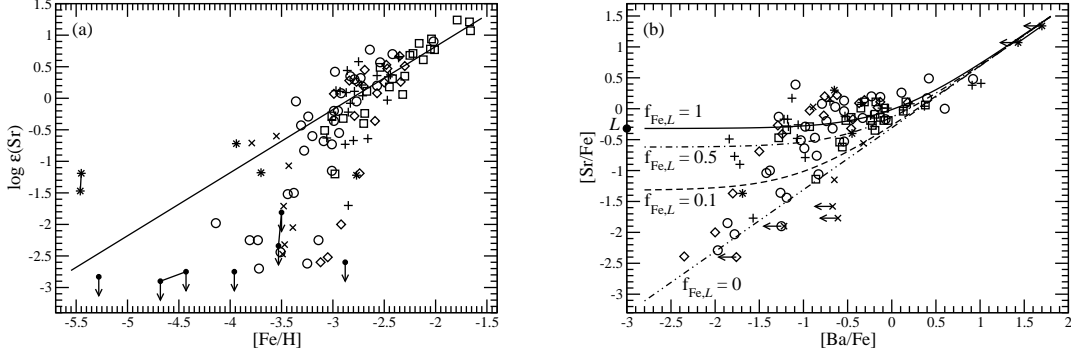 (a)
log ε(Sr)
1.5
1
0.5
0
-0.5
-1
-1.5
-2
-2.5
-3
-5.5 -5 -4.5 -4 -3.5 -3 -2.5 -2 -1.5
[Fe/H]
(b)
[Sr/Fe]
1.5
1
0.5
0
L
-0.5
-1
-1.5
-2
-2.5
-3
f_Fe,L = 1
f_Fe,L = 0.5
f_Fe,L = 0.1
f_Fe,L = 0
-3 -2.5 -2 -1.5 -1 -0.5 0 0.5 1 1.5 2
[Ba/Fe]